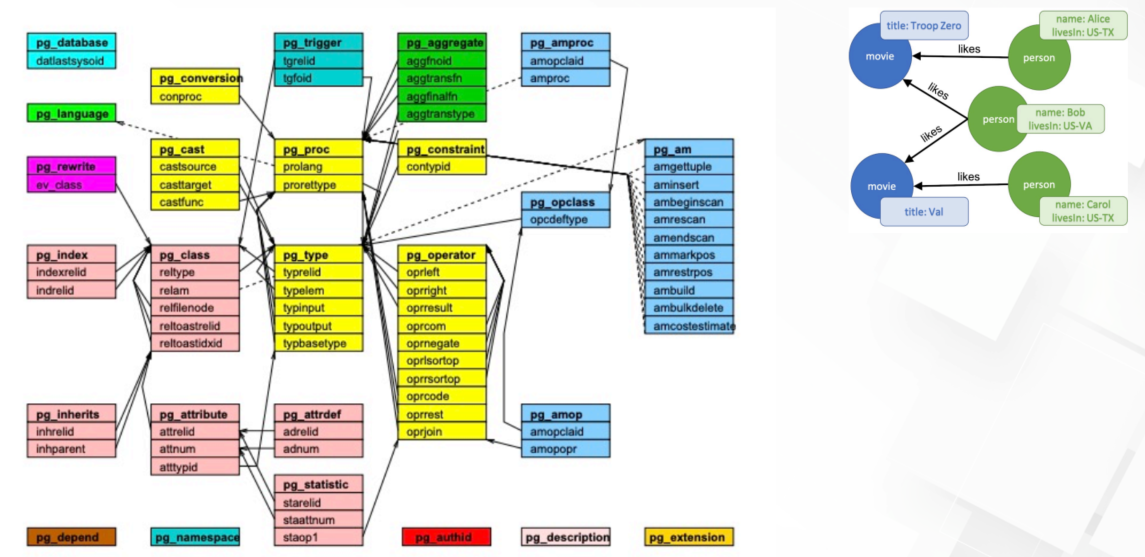 pg_database
datlastsysoid
pg_language
pg_rewrite
ev_class
pg_index
indexrelid
indrelid
pg_inherits
inhrelid
inhparent
pg_depend
pg_conversion
conproc
pg_cast
castsource
casttarget
castfunc
pg_class
reltype
relam
relfilenode
reltoastrelid
reltoastidxid
pg_attribute
attrelid
attnum
atttypid
pg_namespace
pg_trigger
tgrelid
tgfoid
pg_proc
prolang
prorettype
pg_type
typrelid
typelem
typinput
typoutput
typbasetype
pg_attrdef
adrelid
adnum
pg_statistic
starelid
staattnum
staop1
pg_aggregate
aggfnoid
aggtransfn
aggfinalfn
aggtranstype
pg_constraint
contypid
pg_operator
oprleft
oprright
oprresult
oprcom
oprnegate
oprlsortop
oprrsortop
oprcode
oprrest
oprjoin
pg_authid
pg_amproc
amopclaid
amproc
pg_opclass
opcdeftype
pg_amop
amopclaid
amopopr
pg_description
pg_am
amgettuple
aminsert
ambeginscan
amrescan
amendscan
ammarkpos
amrestrpos
ambuild
ambulkdelete
amcostestimate
pg_extension
title: Troop Zero
movie
likes
name: Alice
livesIn: US-TX
person
likes
person
name: Bob
livesIn: US-VA
likes
movie
title: Val
likes
person
name: Carol
livesIn: US-TX